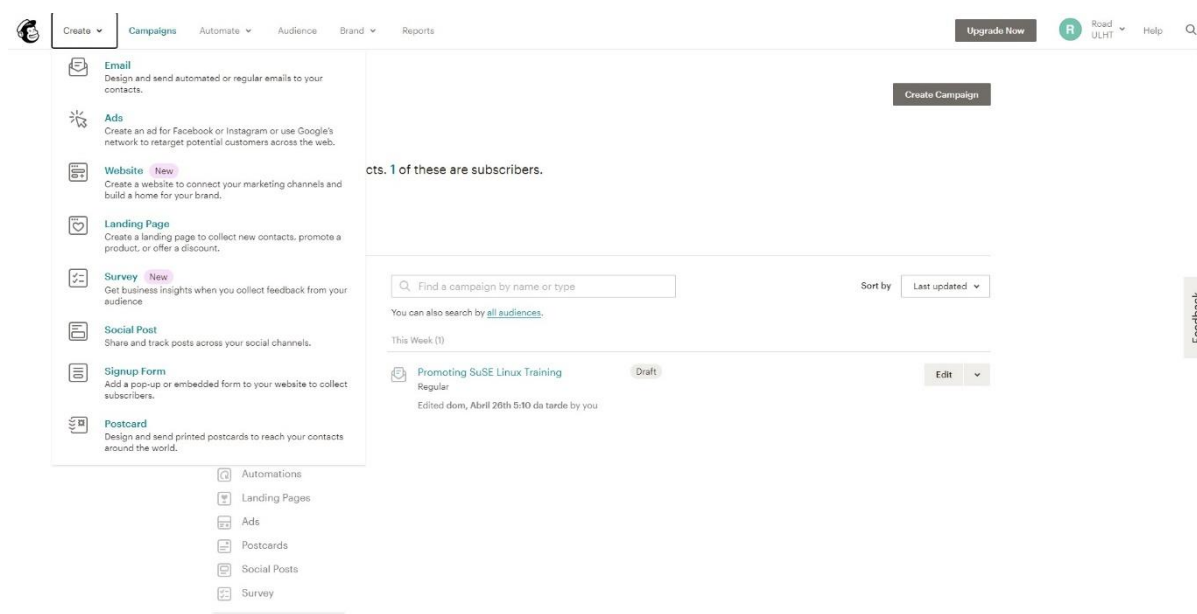 Create
Campaigns
Automate
Audience
Brand
Reports
Upgrade Now
R
Road
ULHT
Help
Email
Design and send automated or regular emails to your
contacts.
Ads
Create an ad for Facebook or Instagram or use Google's
network to retarget potential customers across the web.
Website New
Create a website to connect your marketing channels and
build a home for your brand.
Landing Page
Create a landing page to collect new contacts, promote a
product, or offer a discount.
Survey New
Get business insights when you collect feedback from your
audience
Social Post
Share and track posts across your social channels.
Signup Form
Add a pop-up or embedded form to your website to collect
subscribers.
Postcard
Design and send printed postcards to reach your contacts
around the world.
Create Campaign
cts. 1 of these are subscribers.
Find a campaign by name or type
Sort by
Last updated
You can also search by all audiences.
This Week (1)
Promoting SuSE Linux Training
Draft
Edit
Regular
Edited dom, Abril 26th 5:10 da tarde by you
Automations
Landing Pages
Ads
Postcards
Social Posts
Survey
Feedback